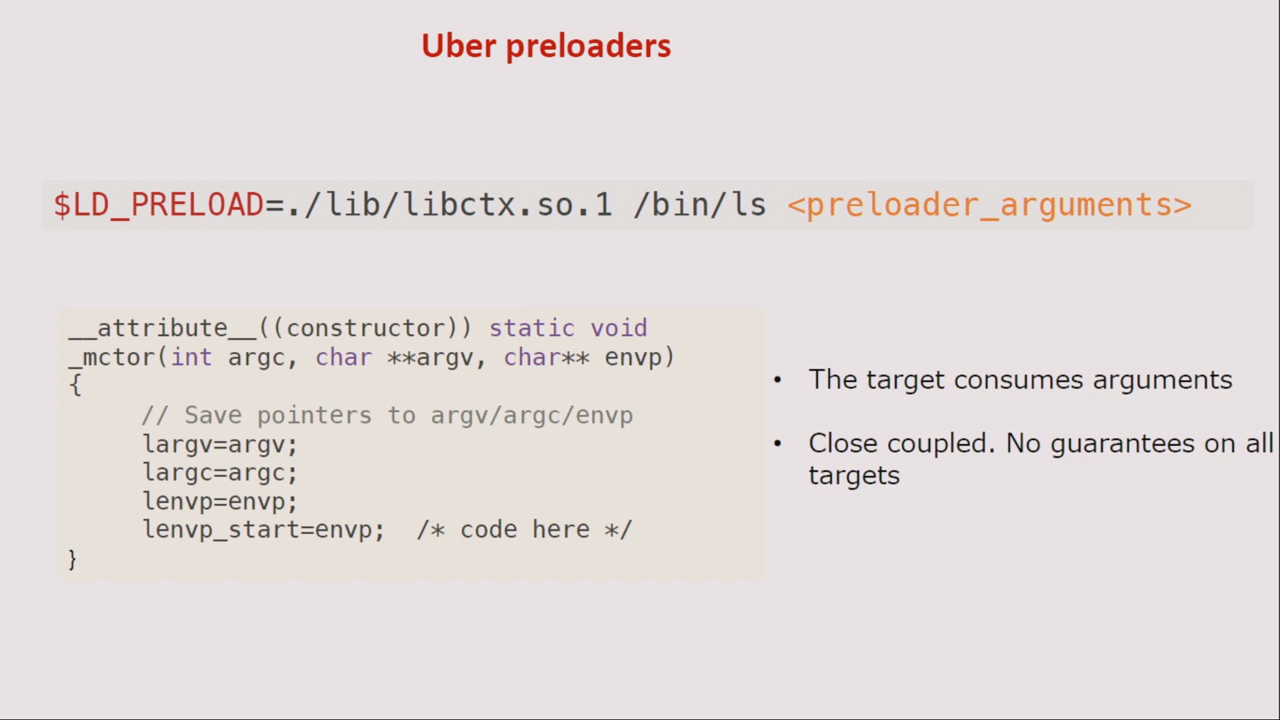 Uber preloaders
$LD_PRELOAD=./lib/libctx.so.1 /bin/ls <preloader_arguments>
__attribute__((constructor)) static void
_mctor(int argc, char **argv, char** envp)
{
// Save pointers to argv/argc/envp
largv=argv;
largc=argc;
lenvp=envp;
lenvp_start=envp; /* code here */
}
• The target consumes arguments
• Close coupled. No guarantees on all
targets